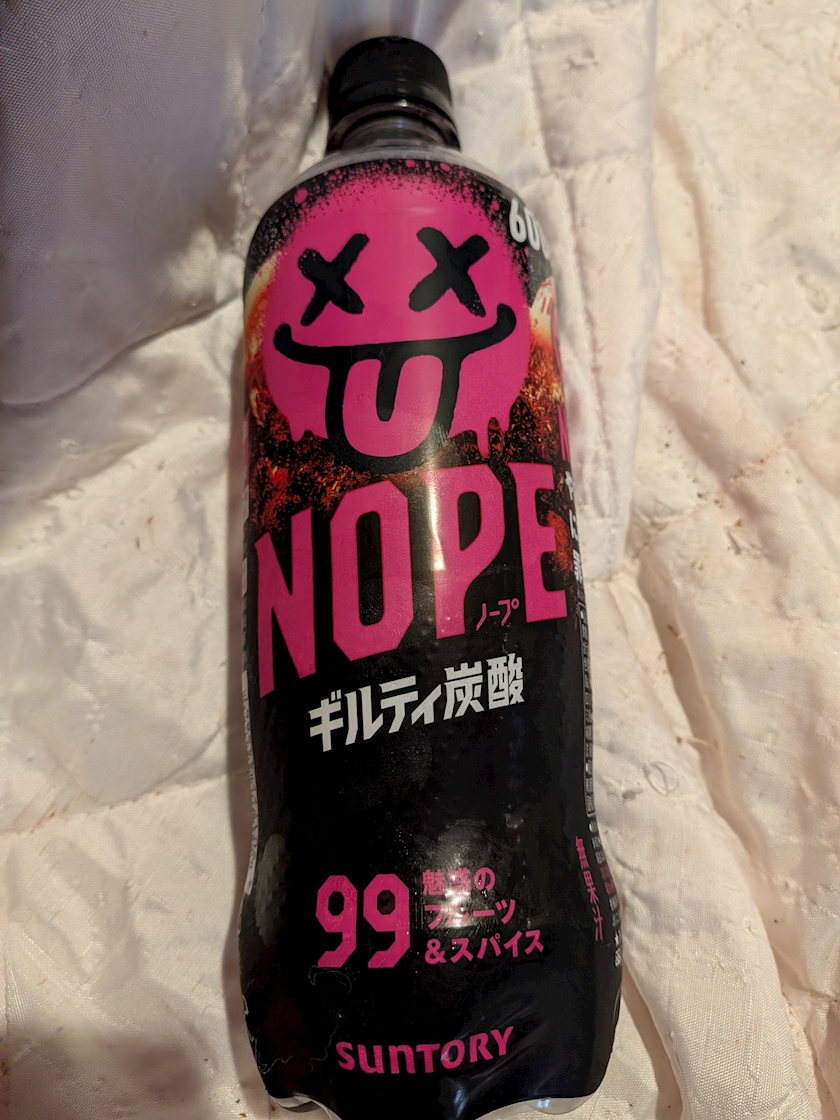 600
NOPE
ノープ
ギルティ炭酸
99
魅惑の
フルーツ
&スパイス
無果汁
SUNTORY